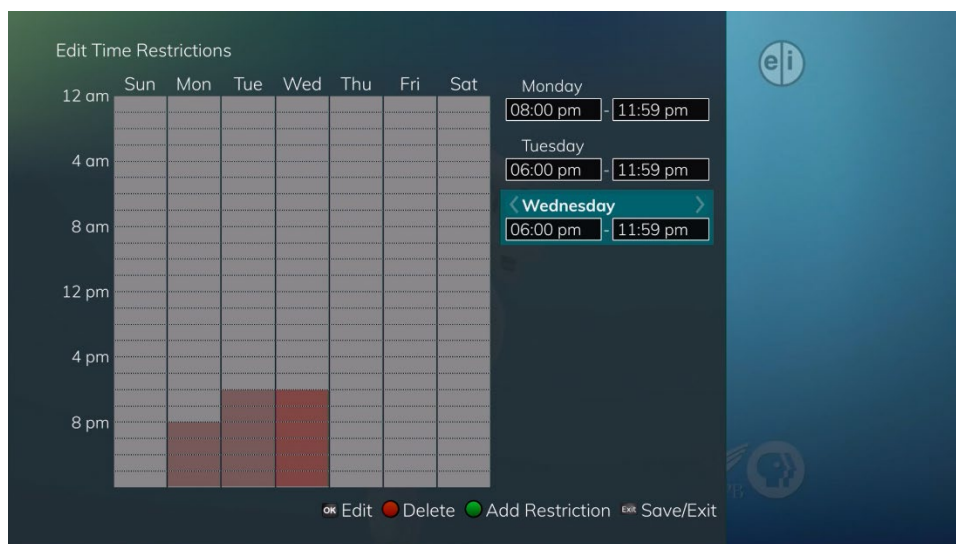 Edit Time Restrictions
Sun Mon Tue Wed Thu Fri Sat
12 am
4 am
8 am
12 pm
4 pm
8 pm
Monday
08:00 pm - 11:59 pm
Tuesday
06:00 pm - 11:59 pm
Wednesday
06:00 pm - 11:59 pm
OK Edit Delete Add Restriction Exit Save/Exit
eli